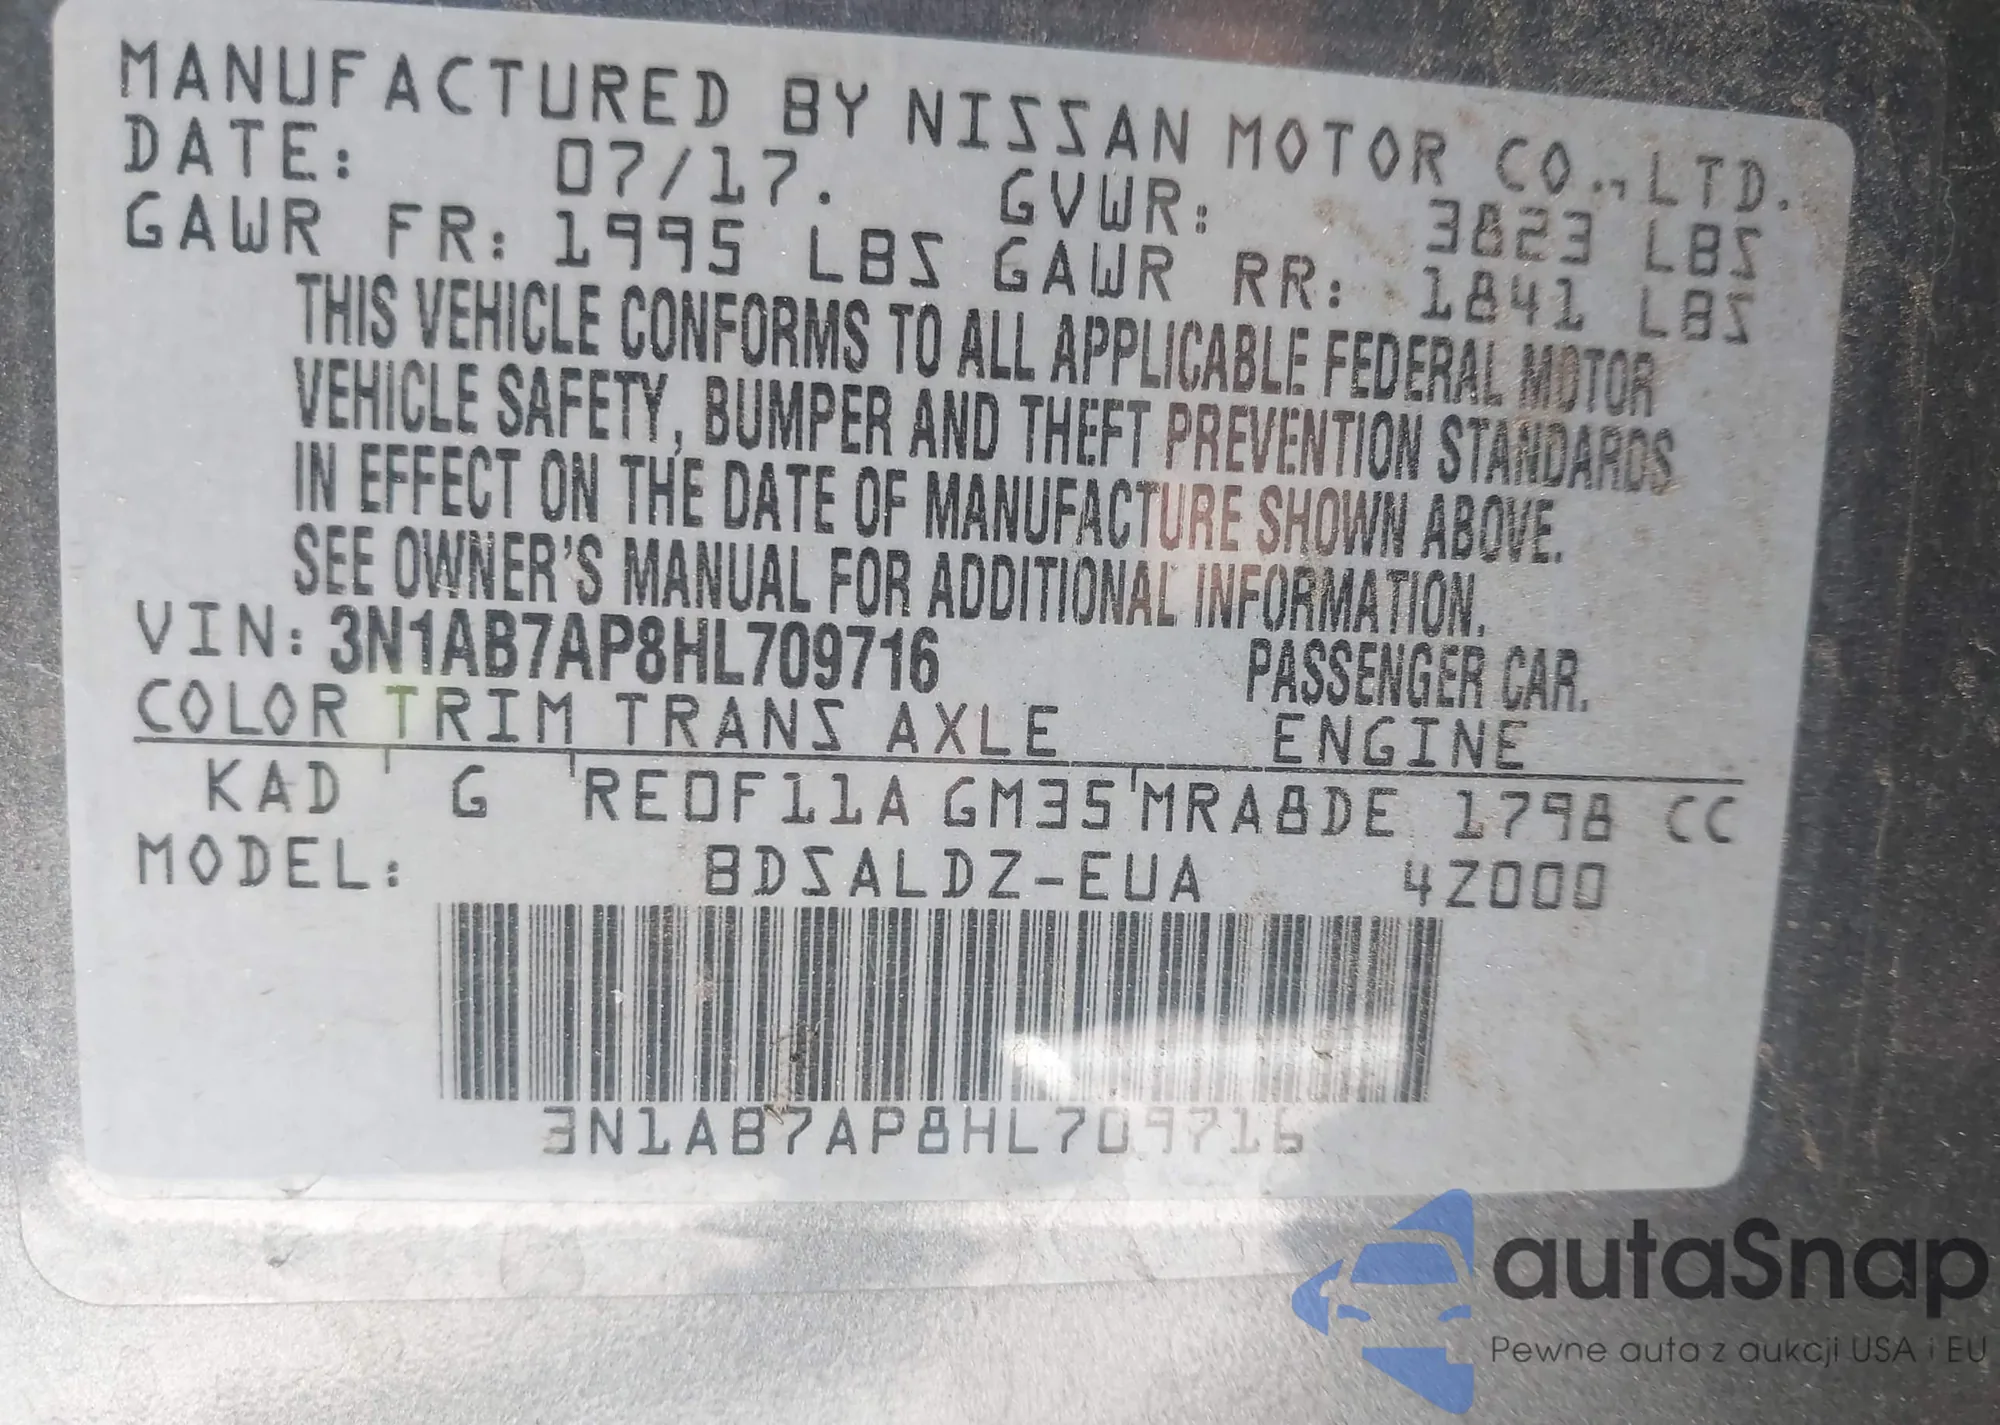 MANUFACTURED BY NISSAN MOTOR CO.,LTD.
DATE: 07/17. GVWR: 3823 LBS
GAWR FR: 1995 LBS GAWR RR: 1841 LBS
THIS VEHICLE CONFORMS TO ALL APPLICABLE FEDERAL MOTOR
VEHICLE SAFETY, BUMPER AND THEFT PREVENTION STANDARDS
IN EFFECT ON THE DATE OF MANUFACTURE SHOWN ABOVE.
SEE OWNER'S MANUAL FOR ADDITIONAL INFORMATION.
VIN: 3N1AB7AP8HL709716 PASSENGER CAR.
COLOR TRIM TRANS AXLE ENGINE
KAD G RE0F11A GM35 MRA8DE 1798 CC
MODEL: BDSALDZ-EUA 4Z000
3N1AB7AP8HL709716
autaSnap
Pewne auta z aukcji USA i EU